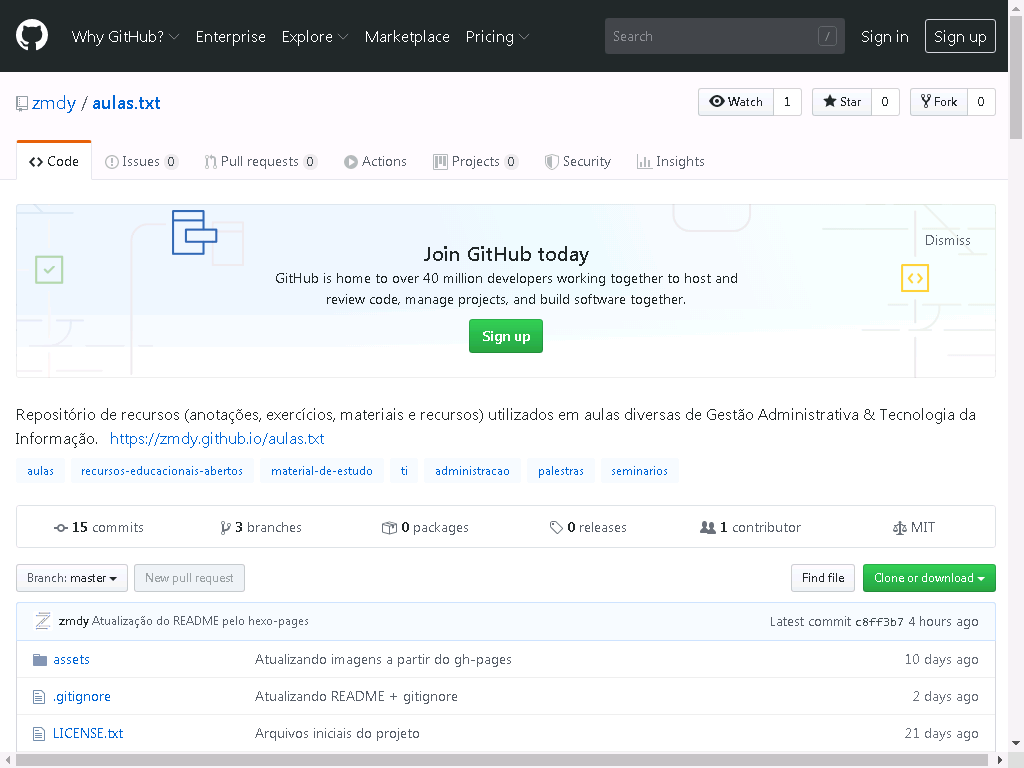 Why GitHub? Enterprise Explore Marketplace Pricing Search / Sign in Sign up
zmdy / aulas.txt Watch 1 Star 0 Fork 0
Code Issues 0 Pull requests 0 Actions Projects 0 Security Insights
Dismiss
Join GitHub today
GitHub is home to over 40 million developers working together to host and
review code, manage projects, and build software together.
Sign up
Repositório de recursos (anotações, exercícios, materiais e recursos) utilizados em aulas diversas de Gestão Administrativa & Tecnologia da
Informação. https://zmdy.github.io/aulas.txt
aulas recursos-educacionais-abertos material-de-estudo ti administracao palestras seminarios
15 commits 3 branches 0 packages 0 releases 1 contributor MIT
Branch: master New pull request Find file Clone or download
zmdy Atualização do README pelo hexo-pages Latest commit c8ff3b7 4 hours ago
assets Atualizando imagens a partir do gh-pages 10 days ago
.gitignore Atualizando README + gitignore 2 days ago
LICENSE.txt Arquivos iniciais do projeto 21 days ago